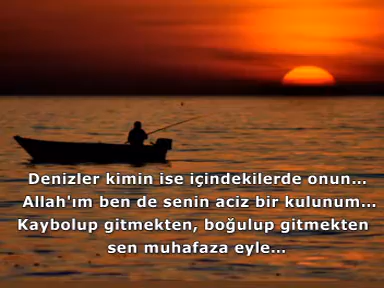 Denizler kimin ise içindekilerde onun...
Allah'ım ben de senin aciz bir kulunum...
Kaybolup gitmekten, boğulup gitmekten
sen muhafaza eyle...